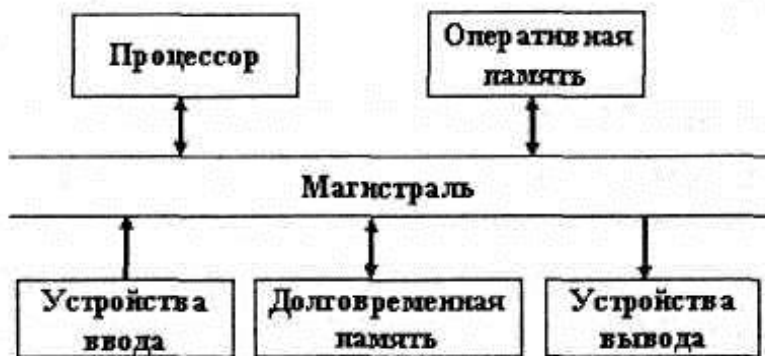 Процессор
Оперативная
память
Магистраль
Устройства
ввода
Долговременная
память
Устройства
вывода